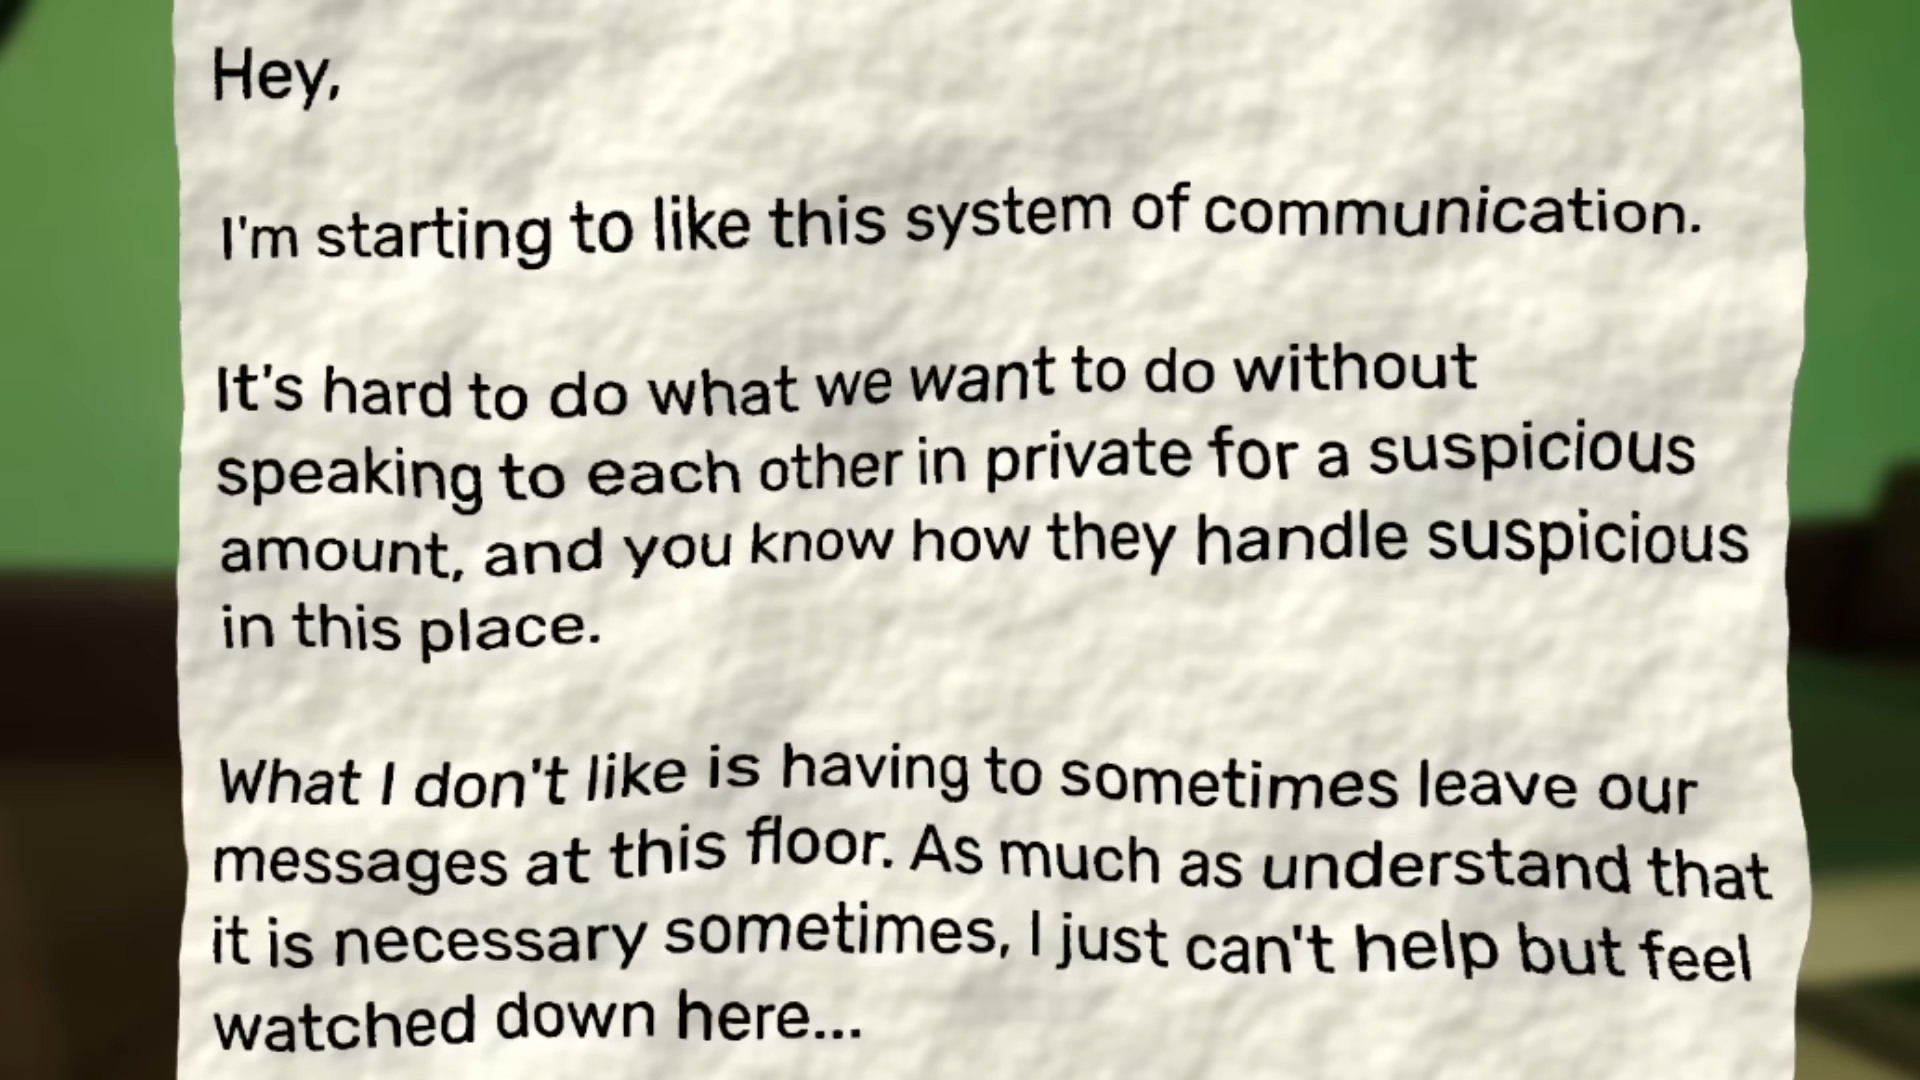 Hey,
I'm starting to like this system of communication.
It's hard to do what we want to do without
speaking to each other in private for a suspicious
amount, and you know how they handle suspicious
in this place.
What I don't like is having to sometimes leave our
messages at this floor. As much as understand that
it is necessary sometimes, I just can't help but feel
watched down here...